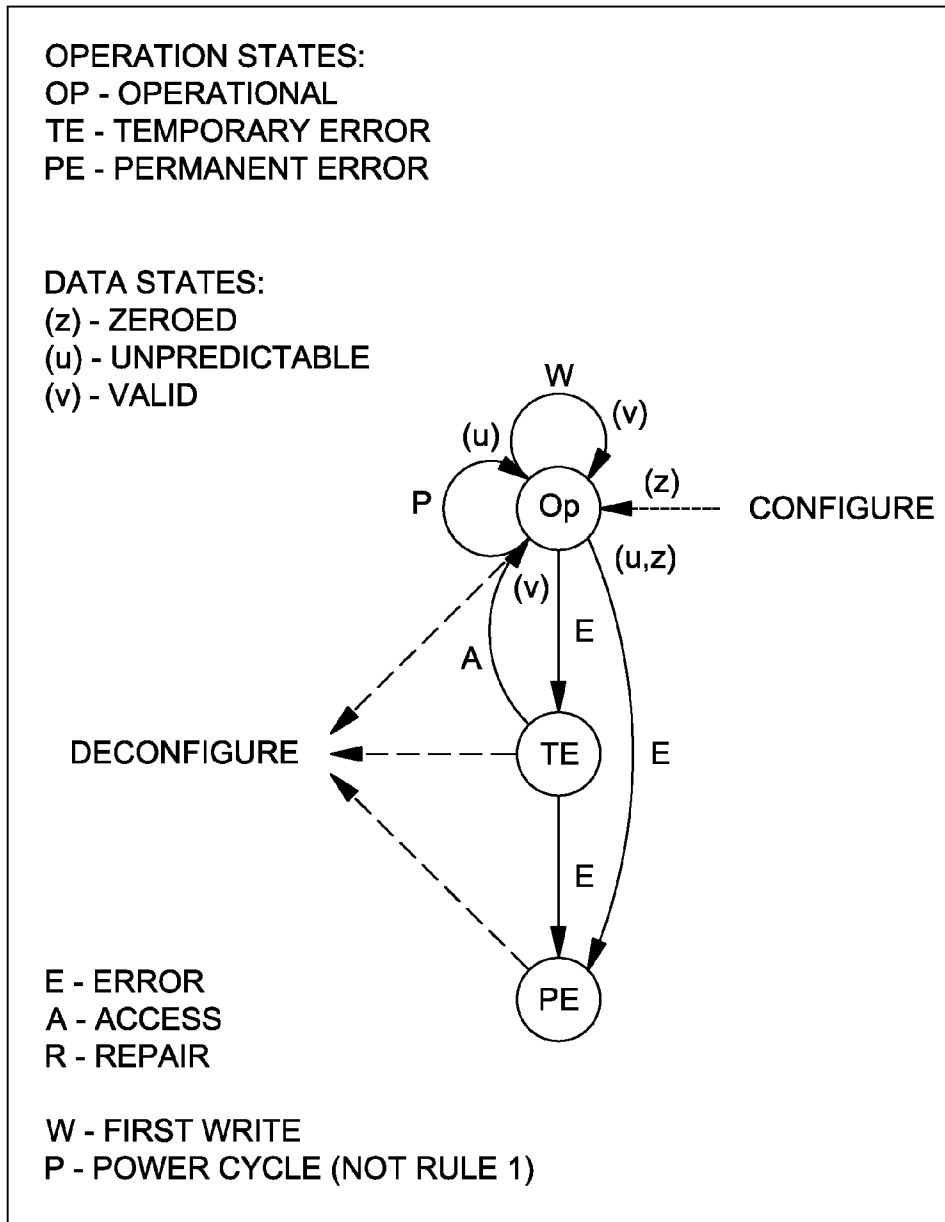 OPERATION STATES:
OP - OPERATIONAL
TE - TEMPORARY ERROR
PE - PERMANENT ERROR
DATA STATES:
(z) - ZEROED
(u) - UNPREDICTABLE
(v) - VALID
W
(u)
(v)
P
Op
(z)
CONFIGURE
(v)
(u,z)
E
A
DECONFIGURE
TE
E
E
PE
E - ERROR
A - ACCESS
R - REPAIR
W - FIRST WRITE
P - POWER CYCLE (NOT RULE 1)